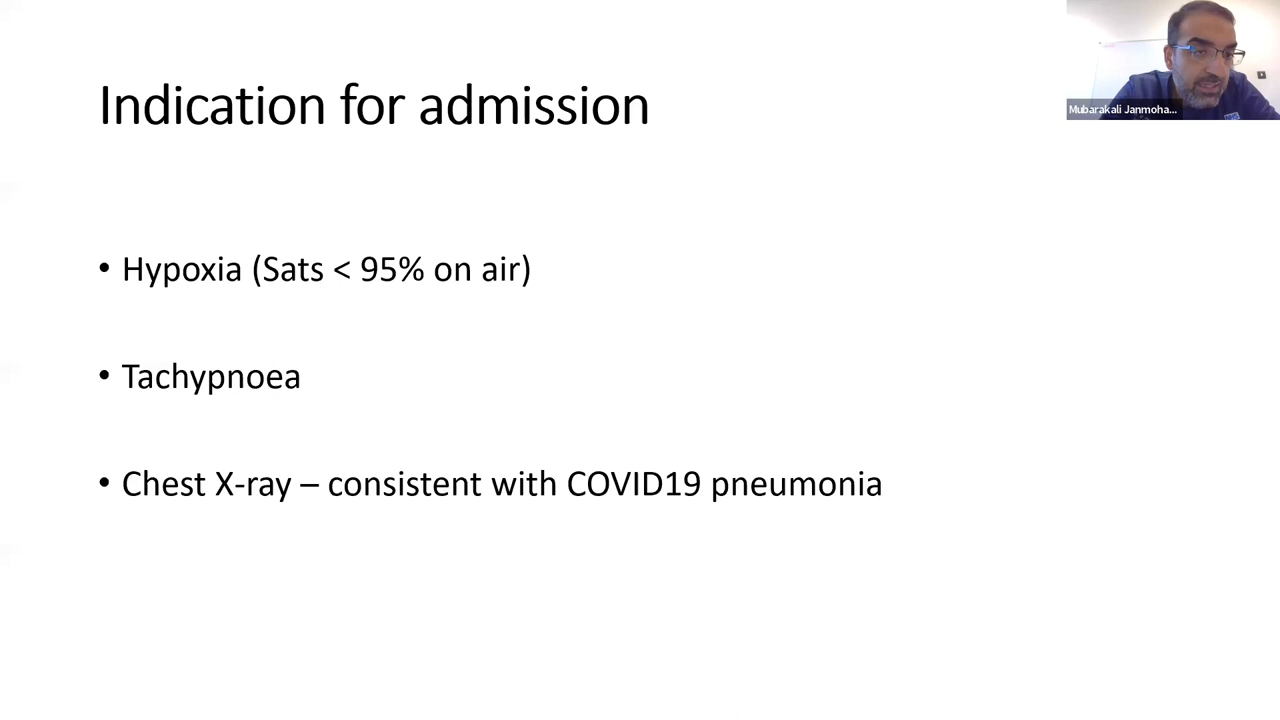 Indication for admission
Mubarakali Janmoha...
• Hypoxia (Sats < 95% on air)
• Tachypnoea
• Chest X-ray – consistent with COVID19 pneumonia